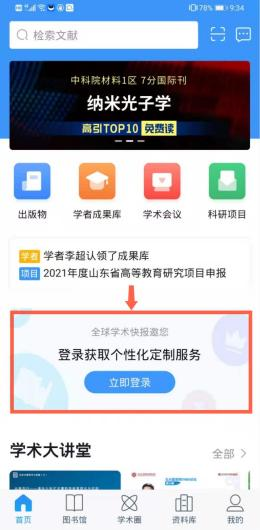 78% 9:34
检索文献
中科院材料1区 7分国际刊
纳米光子学
高引TOP10 免费读
出版物 学者成果库 学术会议 科研项目
学者 学者李超认领了成果库
项目 2021年度山东省高等教育研究项目申报
全球学术快报邀您
登录获取个性化定制服务
立即登录
学术大讲堂 全部 >
首页 图书馆 学术圈 资料库 我的